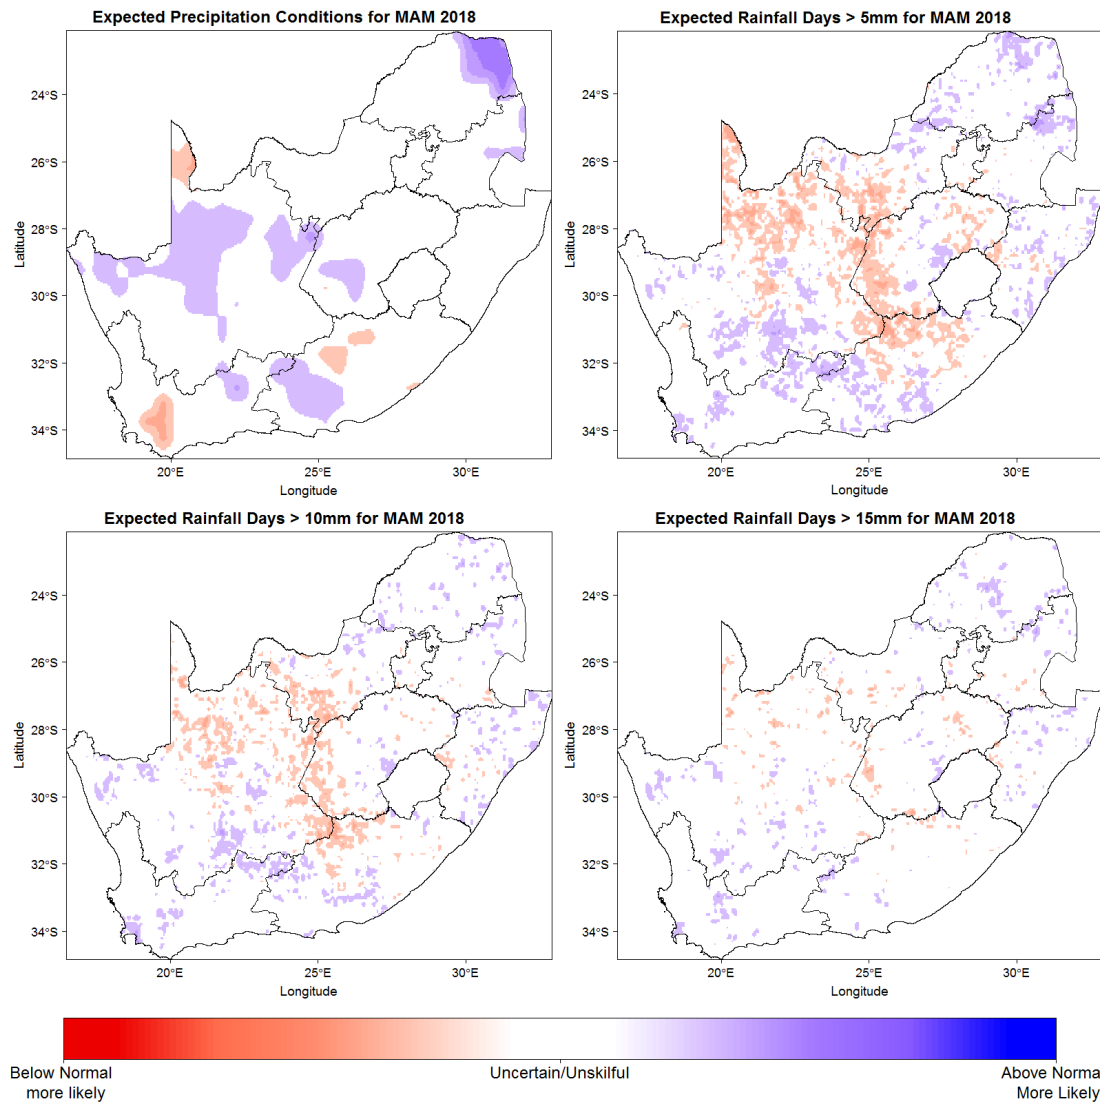 Expected Precipitation Conditions for MAM 2018
24°S
26°S
28°S
30°S
32°S
34°S
Latitude
20°E
25°E
30°E
Longitude
Expected Rainfall Days > 5mm for MAM 2018
24°S
26°S
28°S
30°S
32°S
34°S
Latitude
20°E
25°E
30°E
Longitude
Expected Rainfall Days > 10mm for MAM 2018
24°S
26°S
28°S
30°S
32°S
34°S
Latitude
20°E
25°E
30°E
Longitude
Expected Rainfall Days > 15mm for MAM 2018
24°S
26°S
28°S
30°S
32°S
34°S
Latitude
20°E
25°E
30°E
Longitude
Below Normal
more likely
Uncertain/Unskilful
Above Norma
More Likely